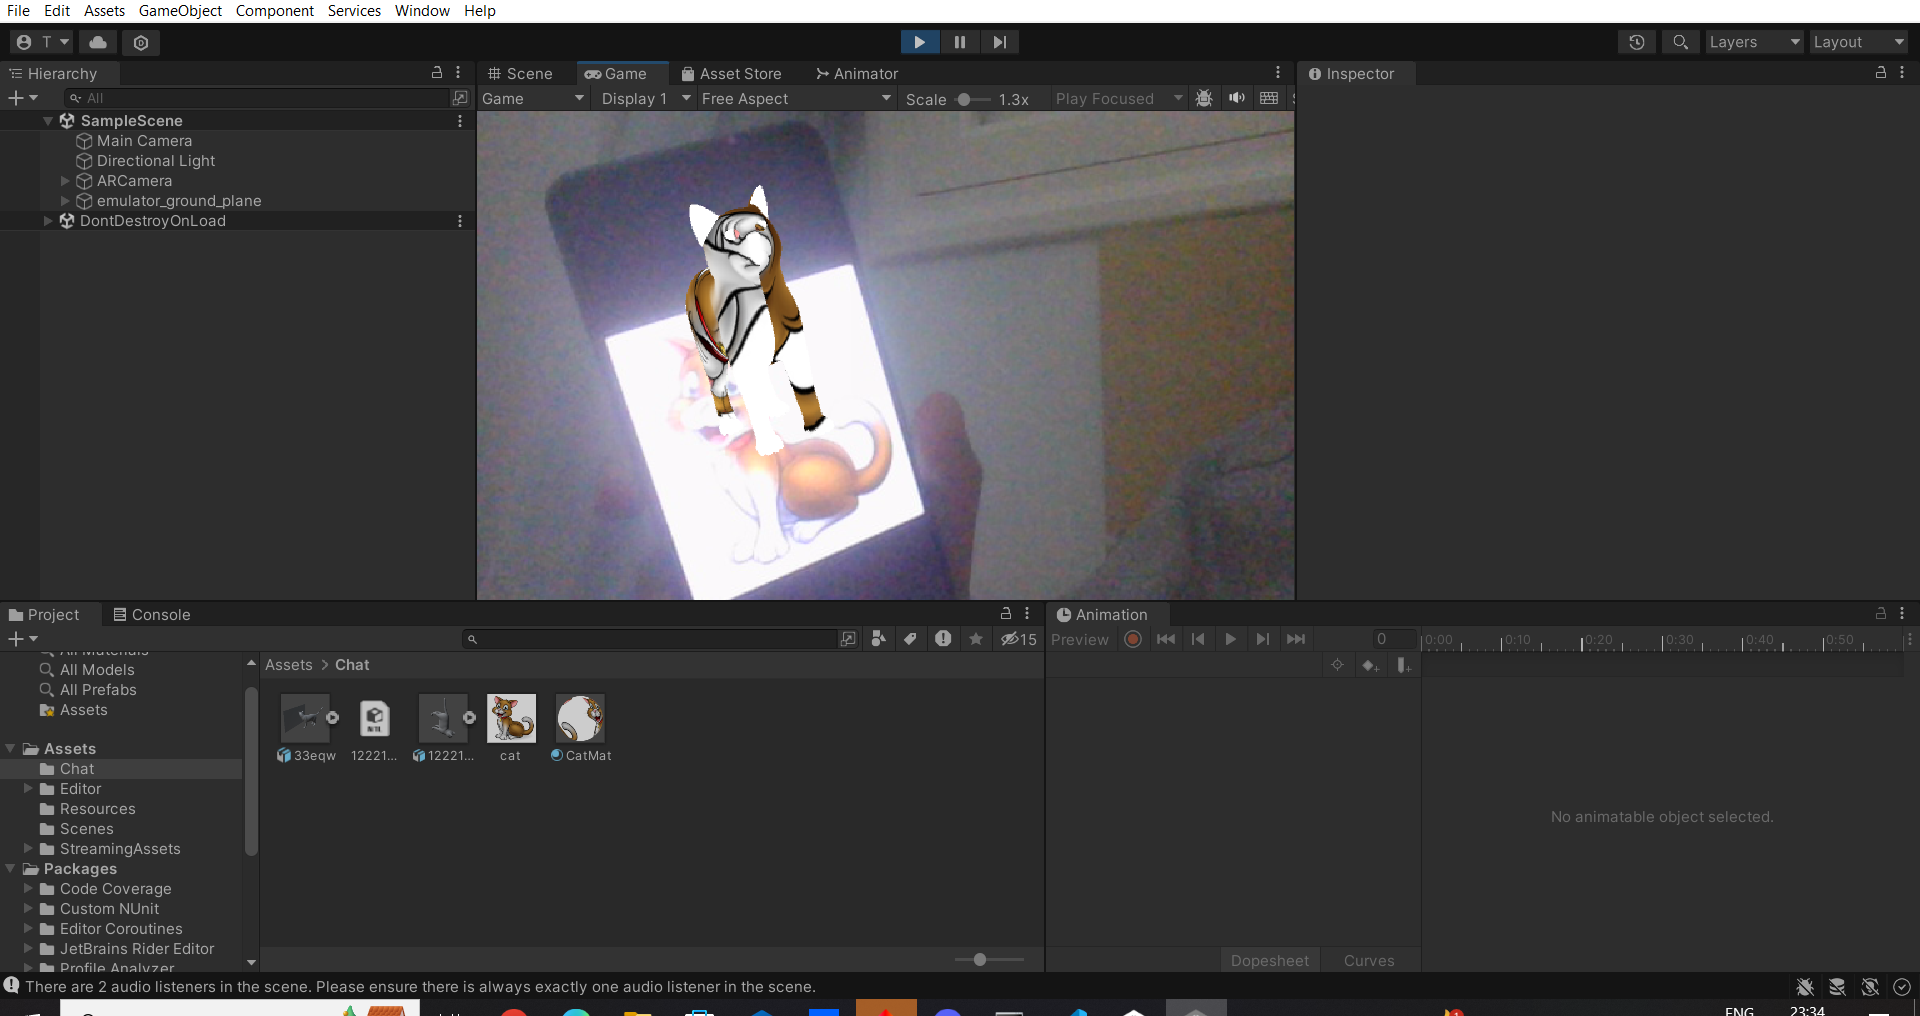 File Edit Assets GameObject Component Services Window Help
T
Layers Layout
Hierarchy
All
SampleScene
Main Camera
Directional Light
ARCamera
emulator_ground_plane
DontDestroyOnLoad
Scene Game Asset Store Animator
Game Display 1 Free Aspect Scale 1.3x Play Focused
Inspector
Project Console
15
All Materials
All Models
All Prefabs
Assets
Assets
Chat
Editor
Resources
Scenes
StreamingAssets
Packages
Code Coverage
Custom NUnit
Editor Coroutines
JetBrains Rider Editor
Profile Analyzer
Assets > Chat
33eqw 12221... 12221... cat CatMat
Animation
Preview 0 0:00 0:10 0:20 0:30 0:40 0:50
No animatable object selected.
Dopesheet Curves
There are 2 audio listeners in the scene. Please ensure there is always exactly one audio listener in the scene.
ENG 23:34